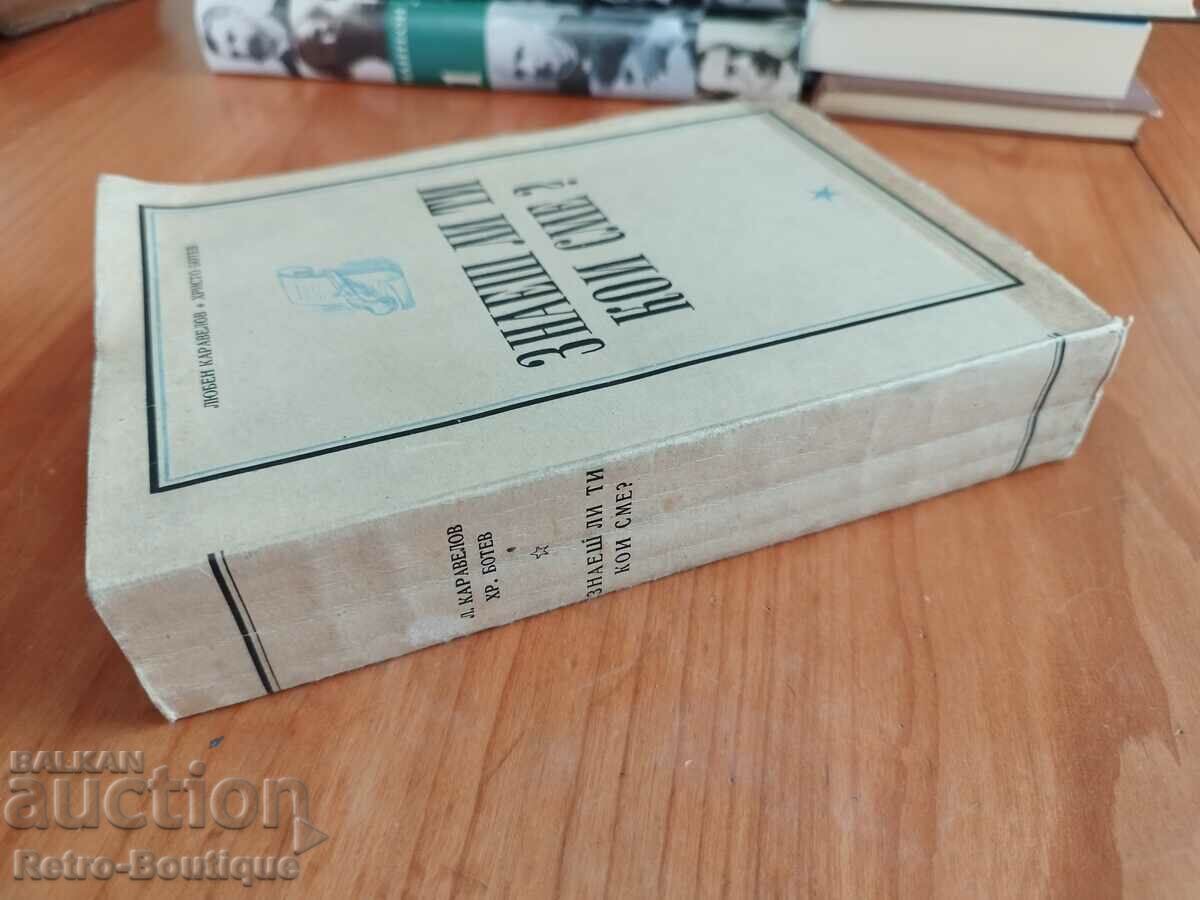 ЛЮБЕН КАРАВЕЛОВ • ХРИСТО БОТЕВ
ЗНАЕШ ЛИ ТИ
КОИ СМЕ?
Л. КАРАВЕЛОВ
ХР. БОТЕВ
ЗНАЕШ ЛИ ТИ
КОИ СМЕ?
1
BALKAN
auction
Retro-Boutique